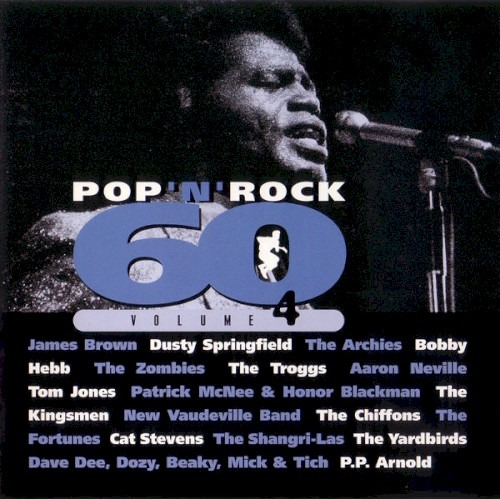 POP 'N' ROCK
60
VOLUME 4
James Brown Dusty Springfield The Archies Bobby
Hebb The Zombies The Troggs Aaron Neville
Tom Jones Patrick McNee & Honor Blackman The
Kingsmen New Vaudeville Band The Chiffons The
Fortunes Cat Stevens The Shangri-Las The Yardbirds
Dave Dee, Dozy, Beaky, Mick & Tich P.P. Arnold